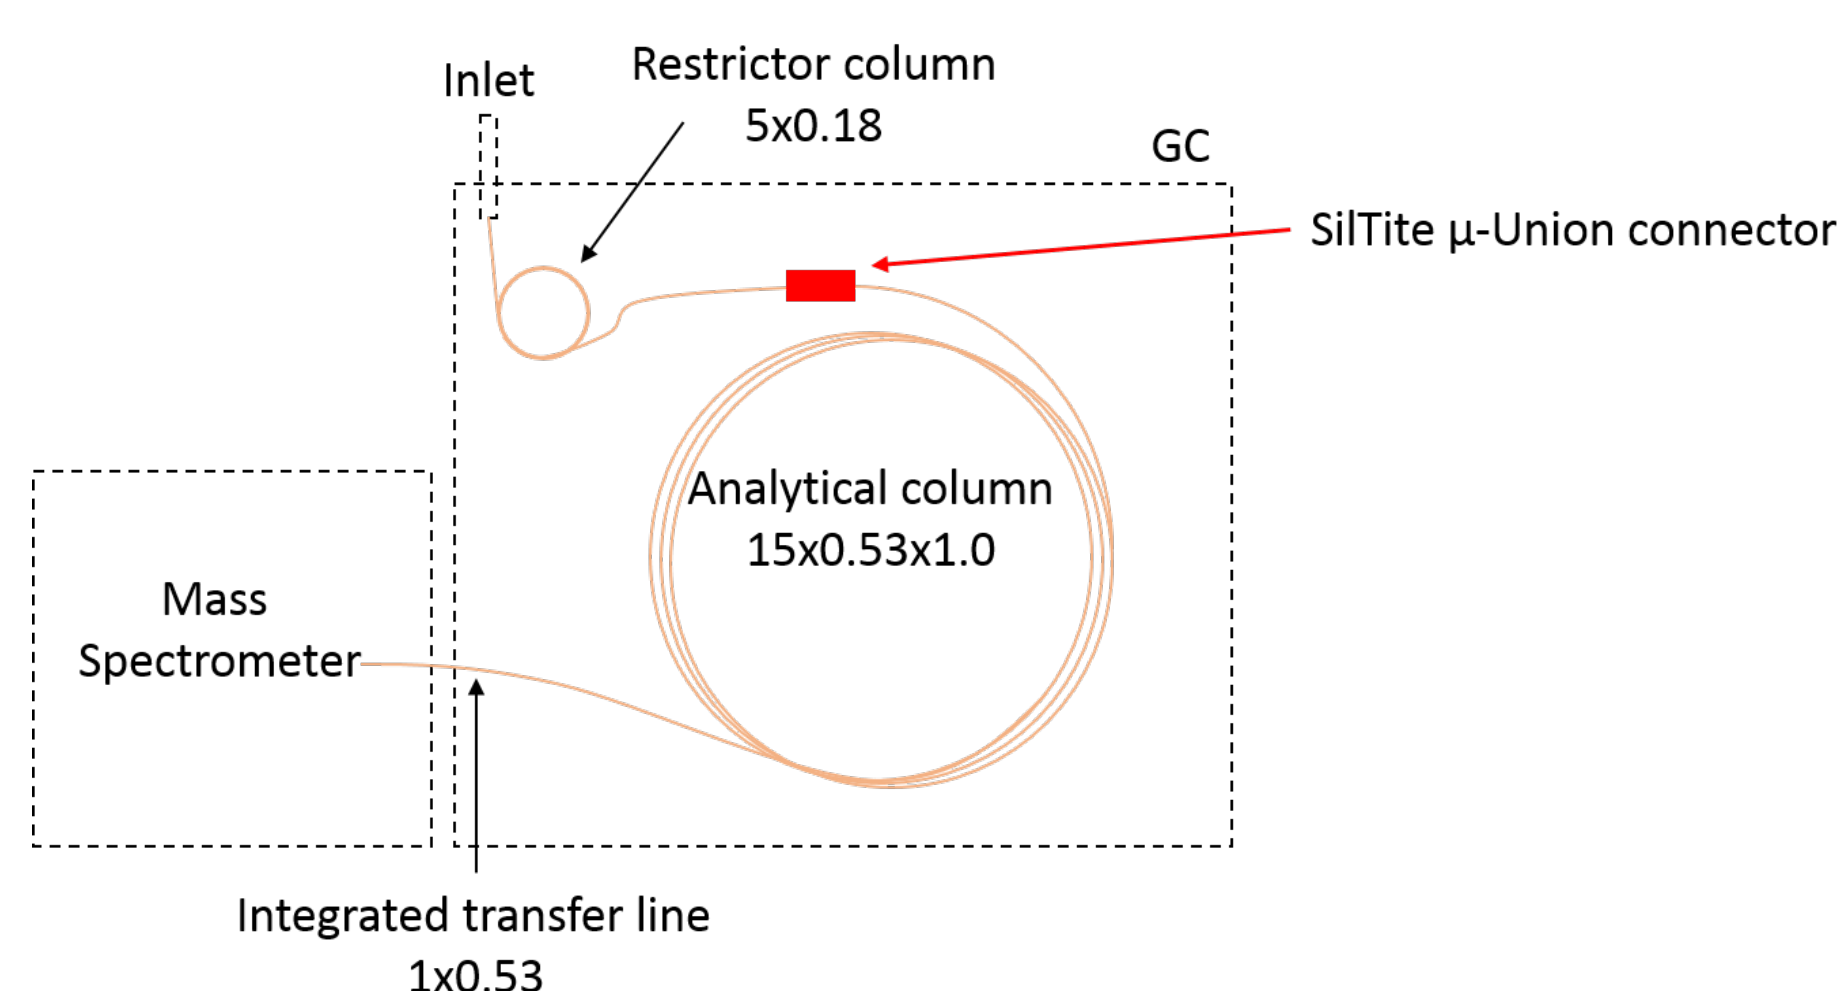 Inlet
Restrictor column
5x0.18
GC
SilTite µ-Union connector
Analytical column
15x0.53x1.0
Mass
Spectrometer
Integrated transfer line
1x0.53